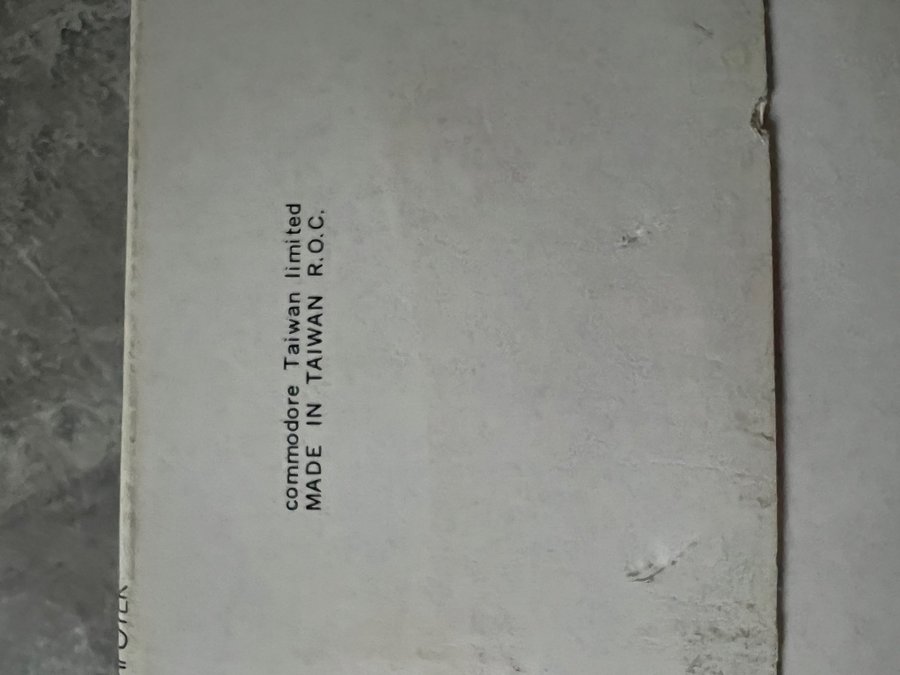 commodore Taiwan limited
MADE IN TAIWAN R.O.C.